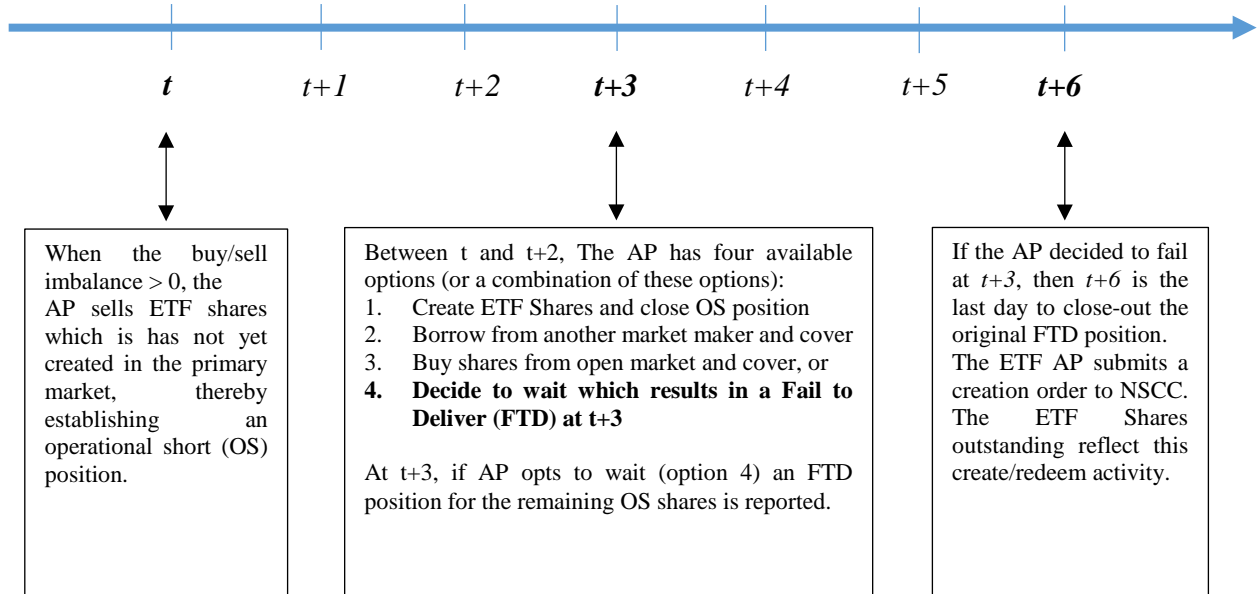 t t+1 t+2 t+3 t+4 t+5 t+6
When the buy/sell
imbalance > 0, the
AP sells ETF shares
which is has not yet
created in the primary
market, thereby
establishing an
operational short (OS)
position.
Between t and t+2, The AP has four available
options (or a combination of these options):
1. Create ETF Shares and close OS position
2. Borrow from another market maker and cover
3. Buy shares from open market and cover, or
4. Decide to wait which results in a Fail to
Deliver (FTD) at t+3
At t+3, if AP opts to wait (option 4) an FTD
position for the remaining OS shares is reported.
If the AP decided to fail
at t+3, then t+6 is the
last day to close-out the
original FTD position.
The ETF AP submits a
creation order to NSCC.
The ETF Shares
outstanding reflect this
create/redeem activity.